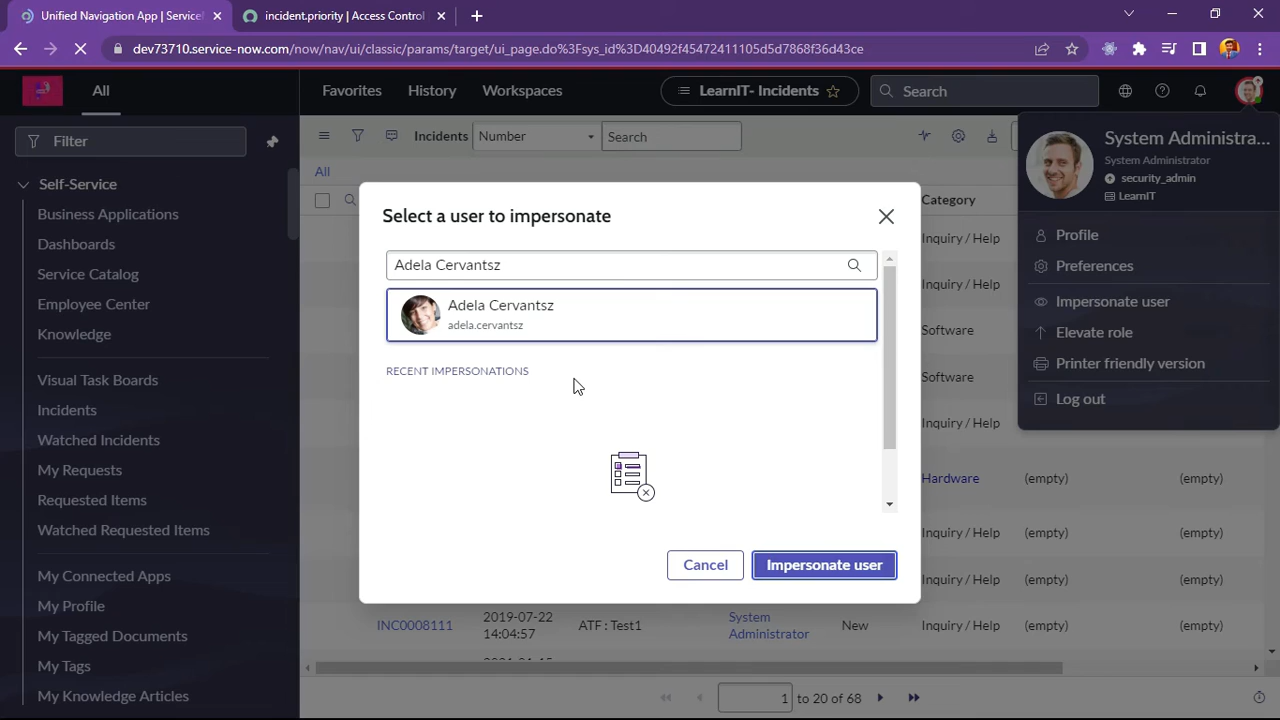 Unified Navigation App | Service
incident.priority | Access Control
dev73710.service-now.com/now/nav/ui/classic/params/target/ui_page.do%3Fsys_id%3D40492f45472411105d5d7868f36d43ce
All
Favorites
History
Workspaces
LearnIT- Incidents
Search
Filter
Self-Service
Business Applications
Dashboards
Service Catalog
Employee Center
Knowledge
Visual Task Boards
Incidents
Watched Incidents
My Requests
Requested Items
Watched Requested Items
My Connected Apps
My Profile
My Tagged Documents
My Tags
My Knowledge Articles
Incidents
Number
Search
All
Category
Inquiry / Help
Software
Software
Inquiry / Help
Hardware (empty) (empty)
Inquiry / Help (empty) (empty)
Inquiry / Help (empty) (empty)
INC0008111
2019-07-22
14:04:57
ATF : Test1
System
Administrator
New
Inquiry / Help (empty) (empty)
1 to 20 of 68
Select a user to impersonate
Adela Cervantsz
Adela Cervantsz
adela.cervantsz
RECENT IMPERSONATIONS
Cancel
Impersonate user
System Administra...
System Administrator
security_admin
LearnIT
Profile
Preferences
Impersonate user
Elevate role
Printer friendly version
Log out